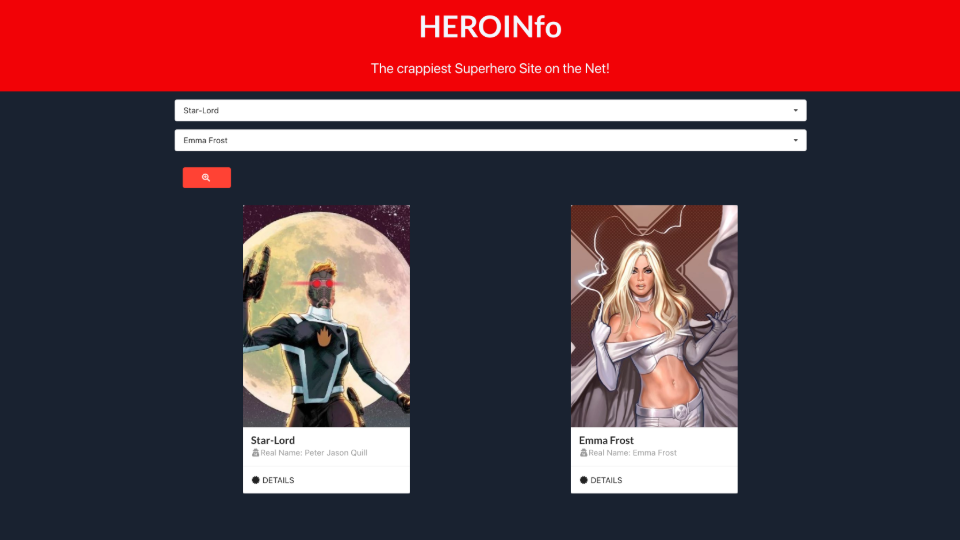 HEROINfo
The crappiest Superhero Site on the Net!
Star-Lord
Emma Frost
Star-Lord
Real Name: Peter Jason Quill
DETAILS
Emma Frost
Real Name: Emma Frost
DETAILS